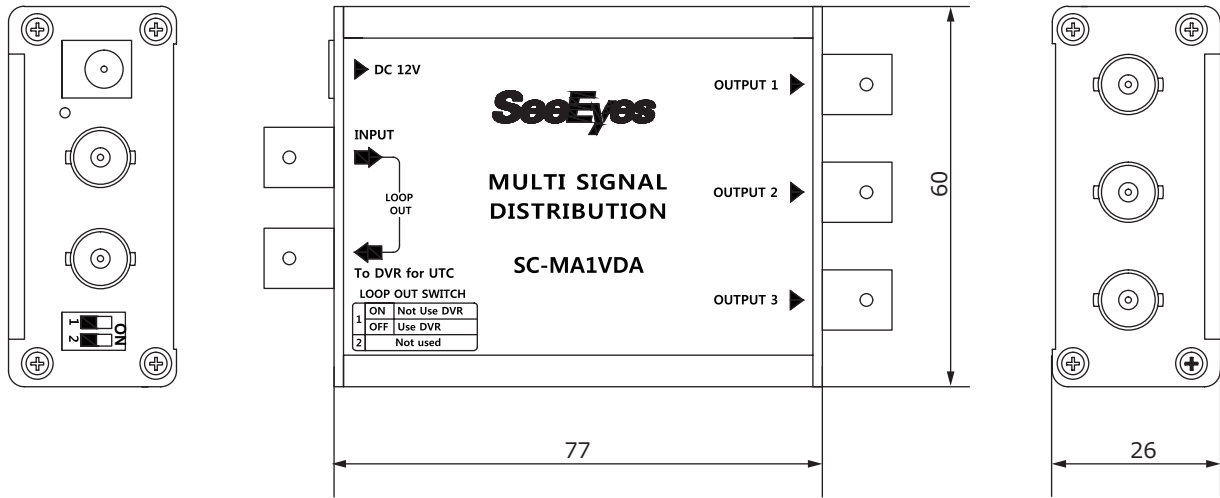 1
2
ON
DC 12V
INPUT
LOOP
OUT
To DVR for UTC
LOOP OUT SWITCH
1 ON Not Use DVR
OFF Use DVR
2 Not used
SeeEyes
MULTI SIGNAL
DISTRIBUTION
SC-MA1VDA
OUTPUT 1
OUTPUT 2
OUTPUT 3
60
77
26